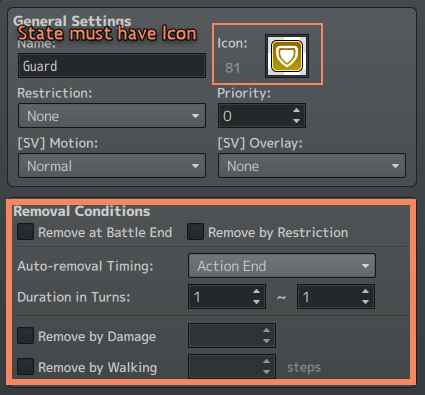 General Settings
State must have Icon
Name:
Icon:
Guard
81
Restriction:
Priority:
None
0
[SV] Motion:
[SV] Overlay:
Normal
None
Removal Conditions
Remove at Battle End
Remove by Restriction
Auto-removal Timing:
Action End
Duration in Turns:
1 ~ 1
Remove by Damage
Remove by Walking
steps